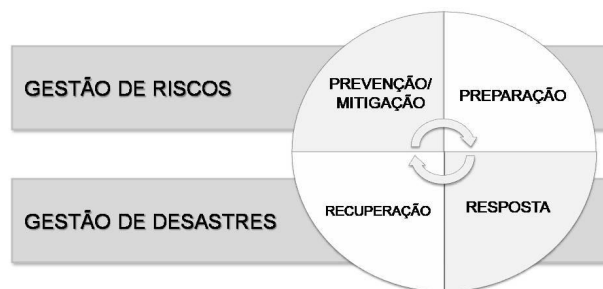 GESTÃO DE RISCOS
PREVENÇÃO/
MITIGAÇÃO
PREPARAÇÃO
GESTÃO DE DESASTRES
RECUPERAÇÃO
RESPOSTA